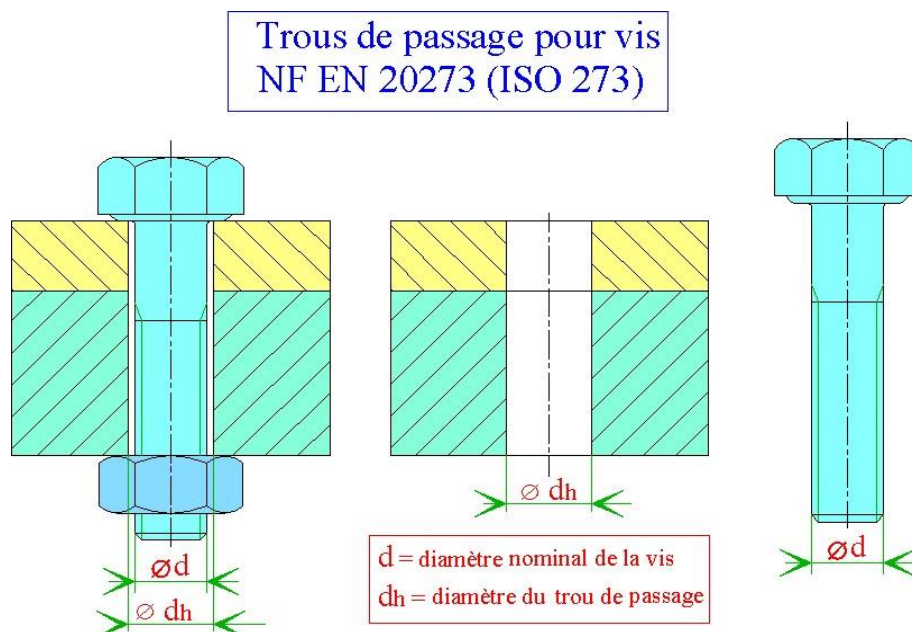 Trous de passage pour vis
NF EN 20273 (ISO 273)
Ød
Ø dh
Ø dh
Ød
d = diamètre nominal de la vis
dh = diamètre du trou de passage